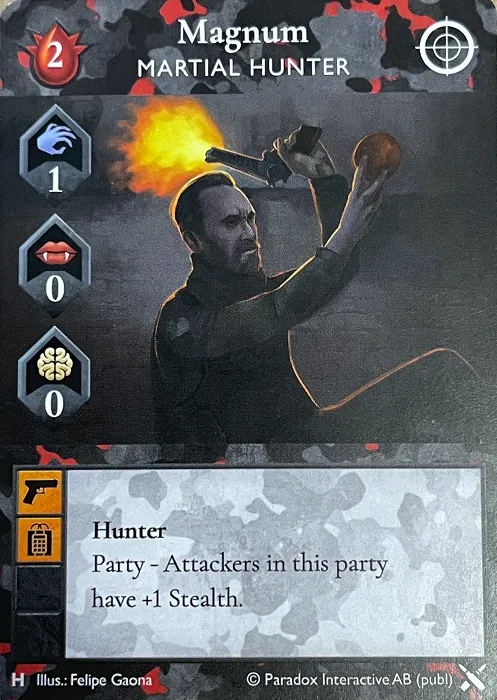 2
Magnum
MARTIAL HUNTER
1
0
0
Hunter
Party - Attackers in this party
have +1 Stealth.
H Illus.: Felipe Gaona © Paradox Interactive AB (publ)